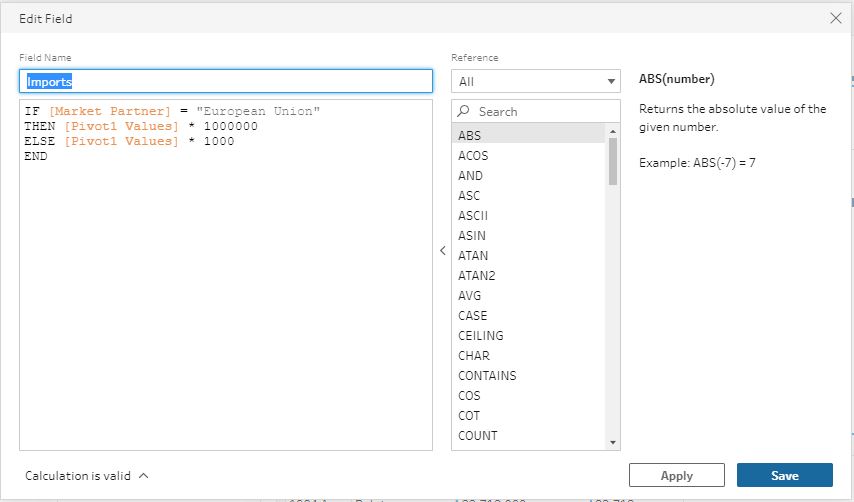 Edit Field
Field Name
Imports
IF [Market Partner] = "European Union"
THEN [Pivot1 Values] * 1000000
ELSE [Pivot1 Values] * 1000
END
Calculation is valid
Reference
All
Search
ABS
ACOS
AND
ASC
ASCII
ASIN
ATAN
ATAN2
AVG
CASE
CEILING
CHAR
CONTAINS
COS
COT
COUNT
ABS(number)
Returns the absolute value of the
given number.
Example: ABS(-7) = 7
Apply
Save